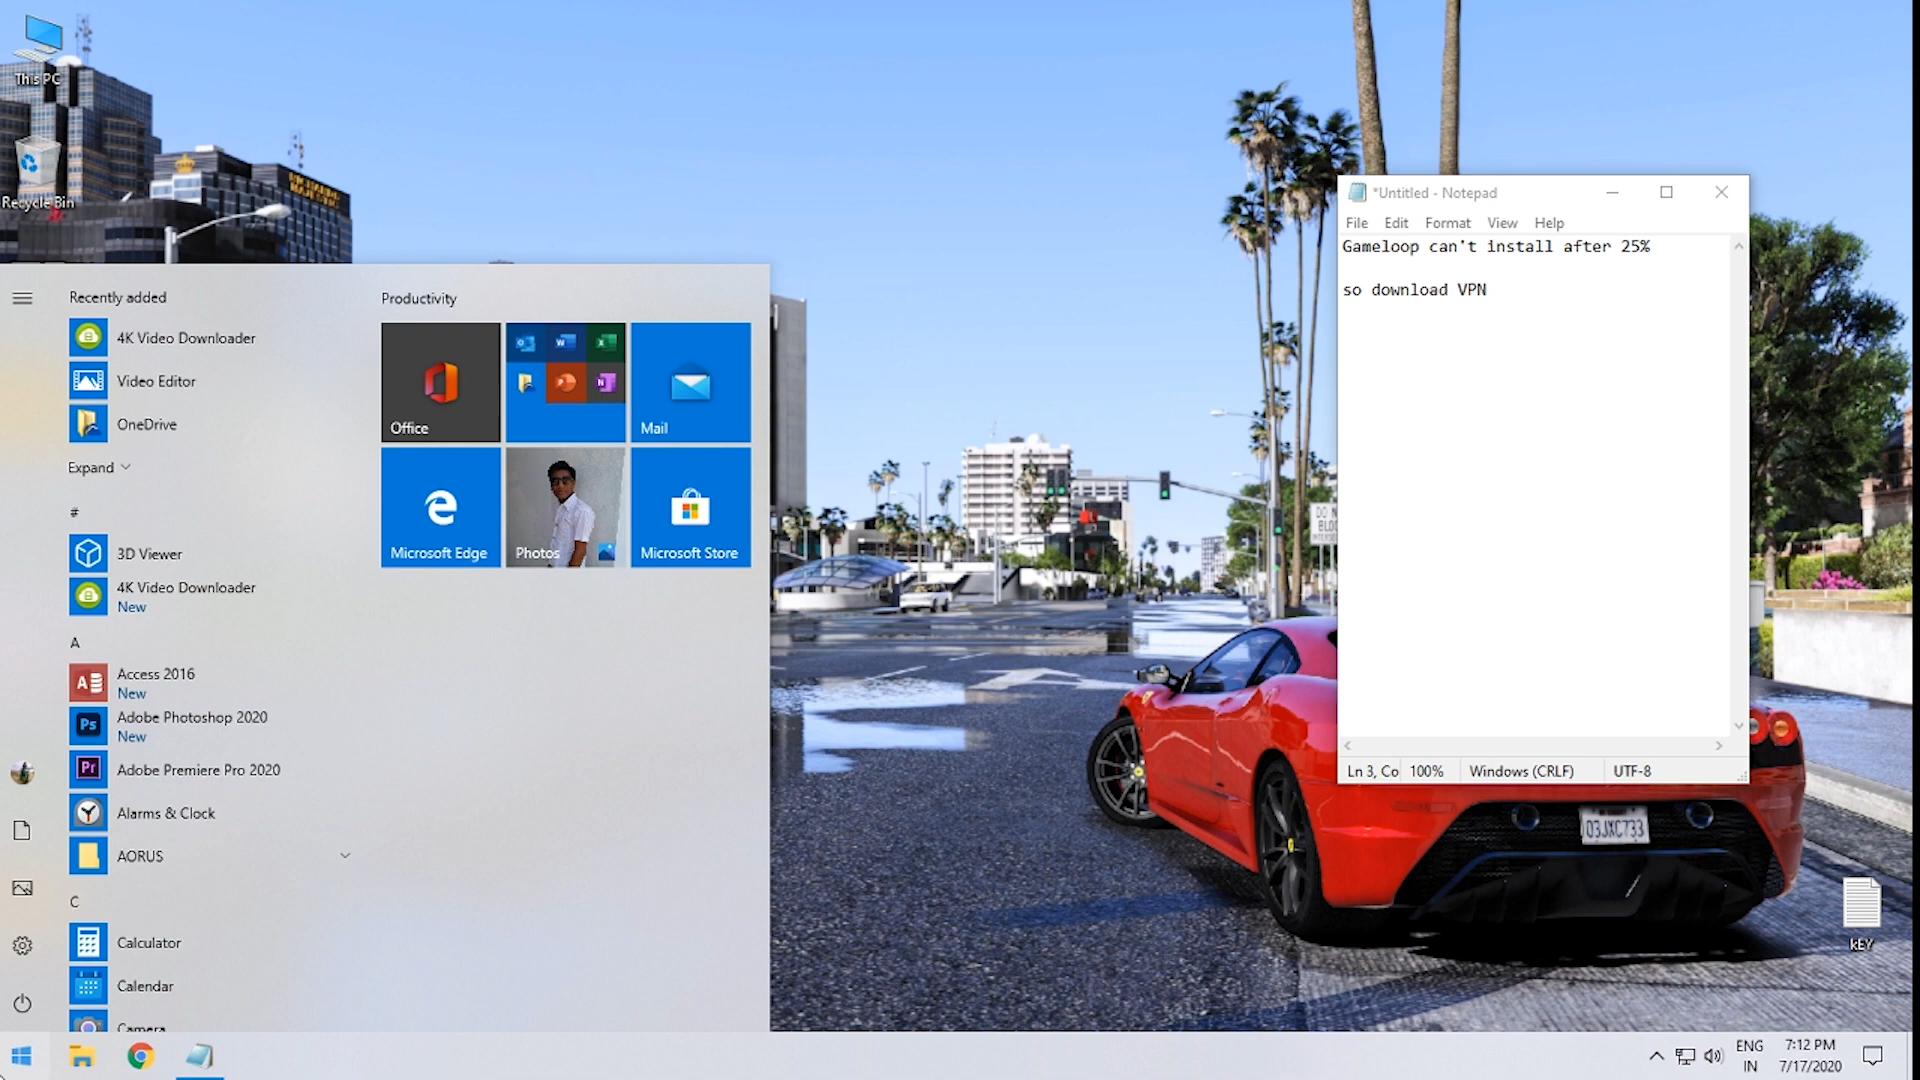 This PC
Recycle Bin
Recently added
4K Video Downloader
Video Editor
OneDrive
Expand
#
3D Viewer
4K Video Downloader
New
A
Access 2016
New
Adobe Photoshop 2020
New
Adobe Premiere Pro 2020
Alarms & Clock
AORUS
C
Calculator
Calendar
Camera
Productivity
Office
Mail
Microsoft Edge
Photos
Microsoft Store
*Untitled - Notepad
File Edit Format View Help
Gameloop can't install after 25%
so download VPN
Ln 3, Co 100% Windows (CRLF) UTF-8
DO N
BLOC
03JXC733
kEY
ENG
IN
7:12 PM
7/17/2020